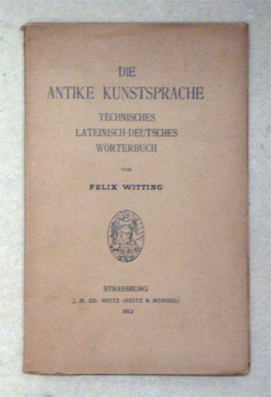 DIE
ANTIKE KUNSTSPRACHE
TECHNISCHES
LATEINISCH-DEUTSCHES
WÖRTERBUCH
VON
FELIX WITTING
STRASSBURG
J. H. ED. HEITZ (HEITZ & MÜNDEL)